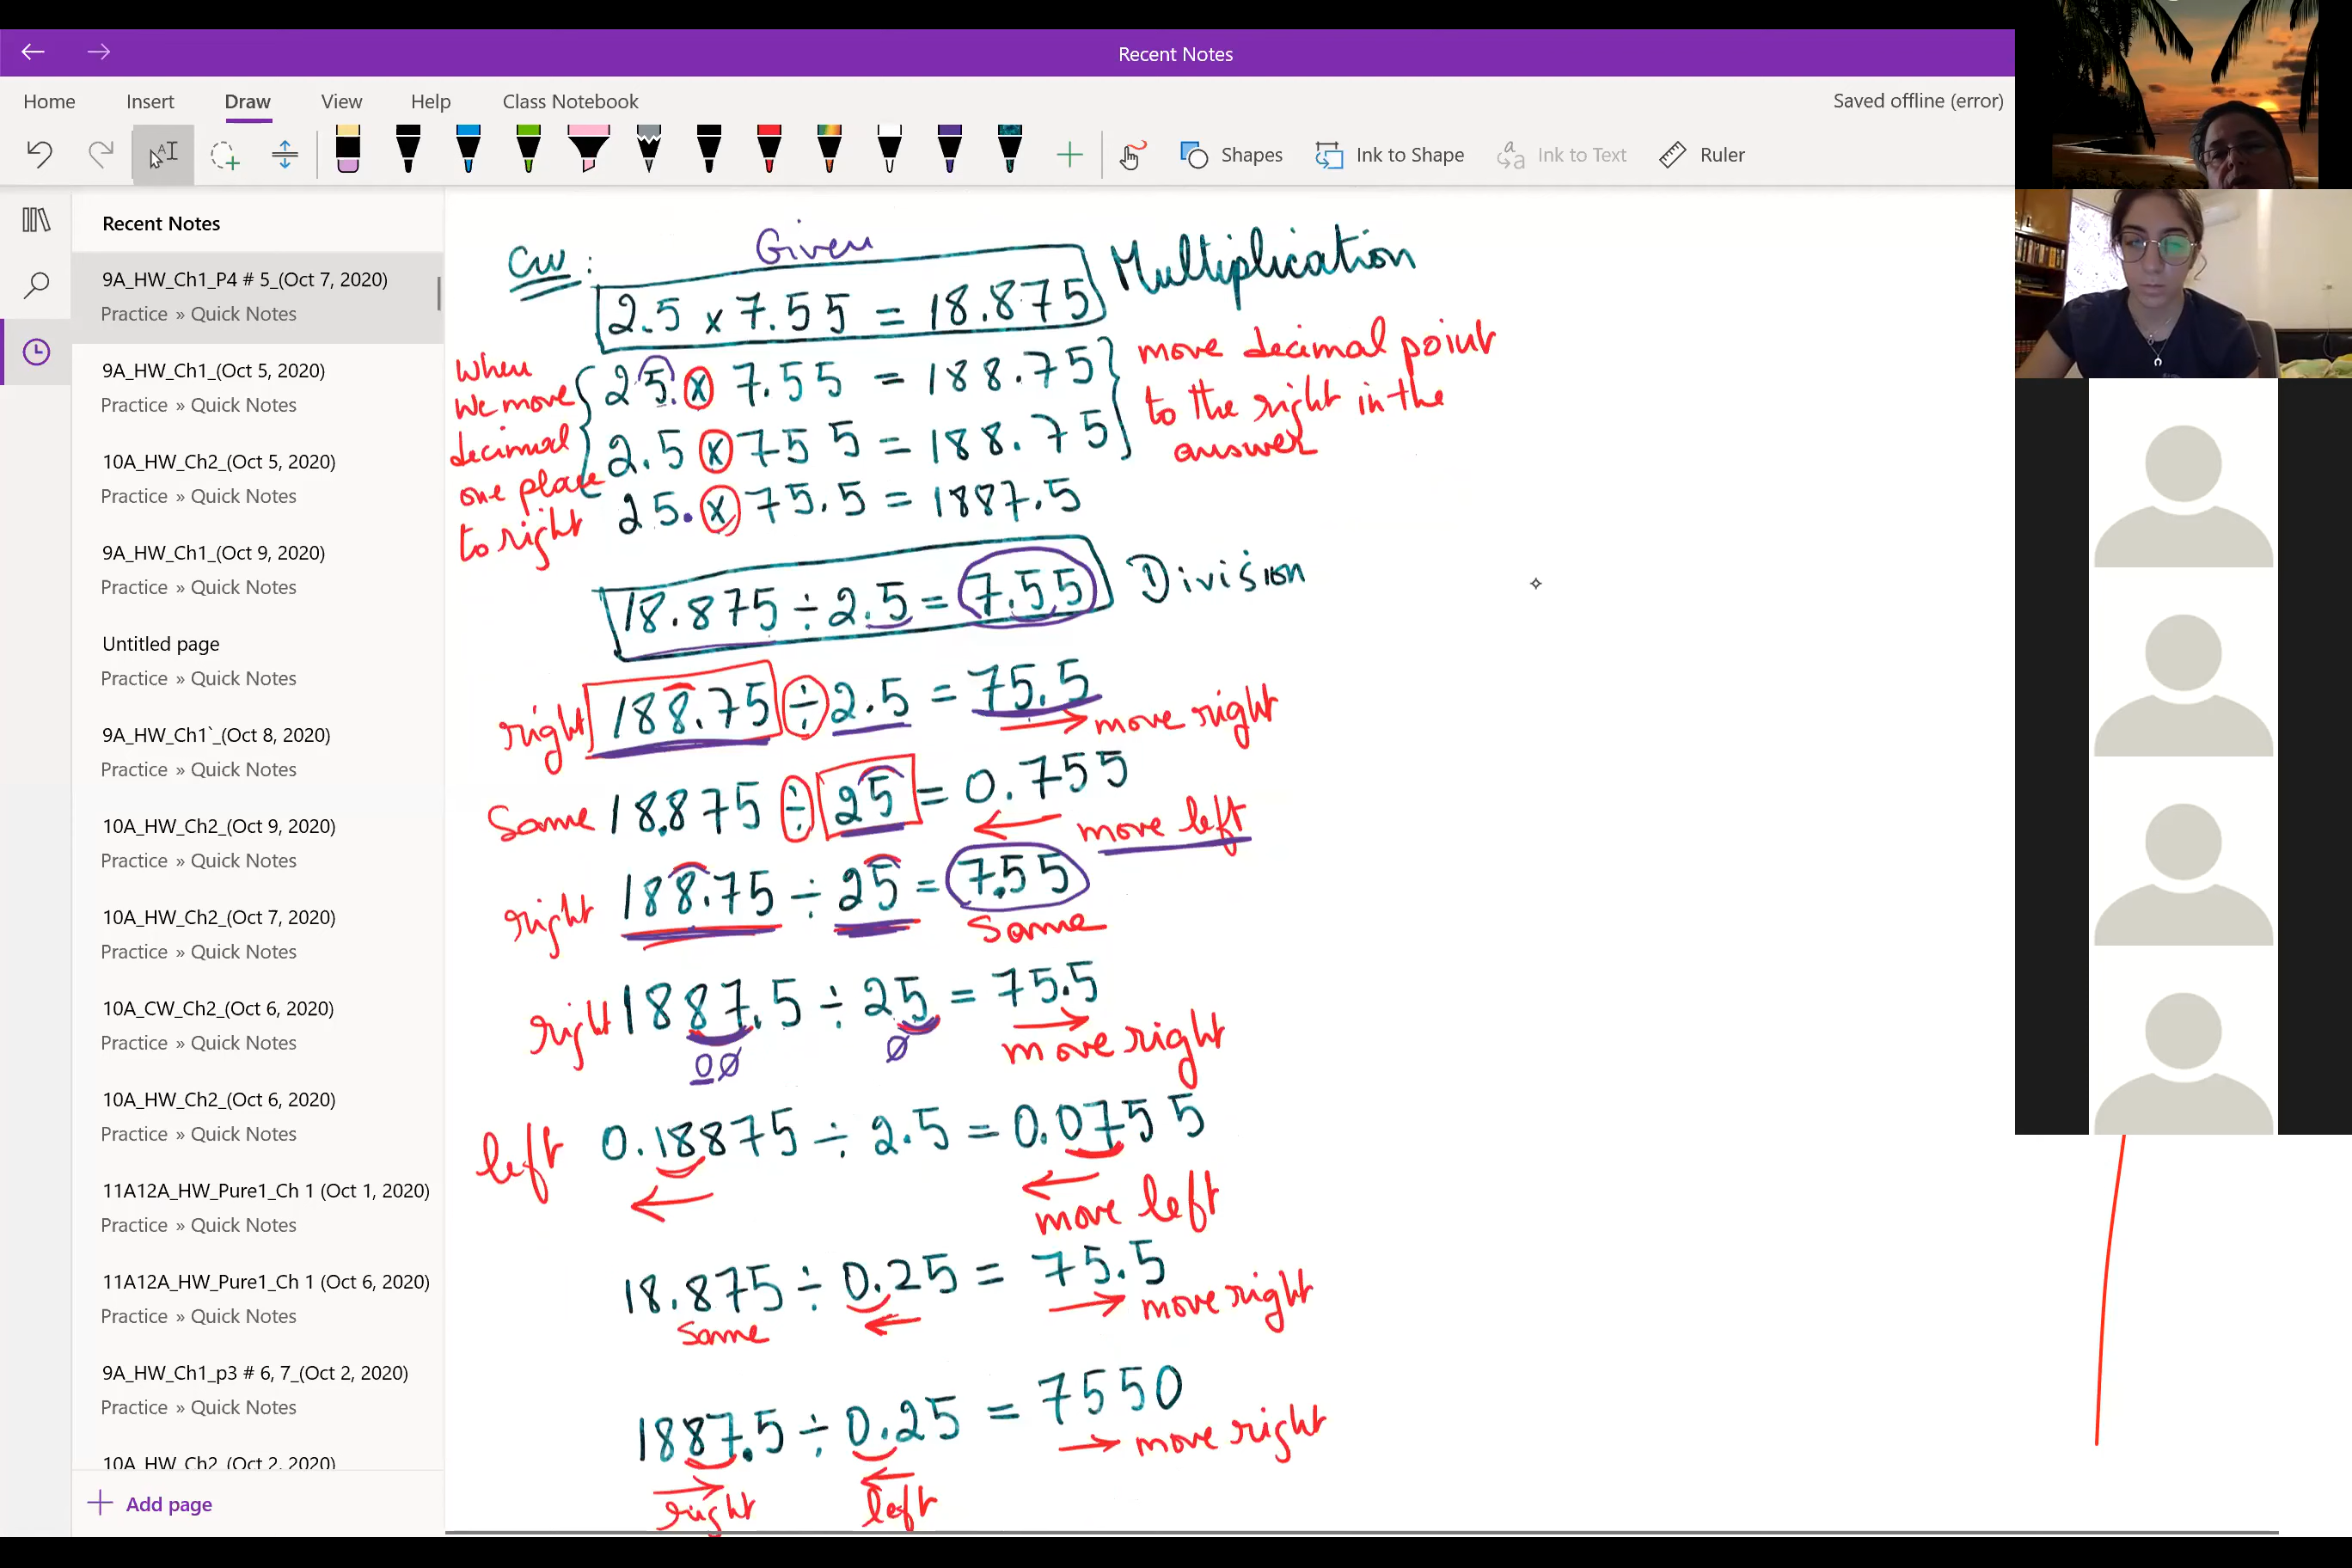 Recent Notes
Home Insert Draw View Help Class Notebook
Saved offline (error)
Shapes Ink to Shape Ink to Text Ruler
Recent Notes
9A_HW_Ch1_P4 # 5_(Oct 7, 2020)
Practice » Quick Notes
9A_HW_Ch1_(Oct 5, 2020)
Practice » Quick Notes
10A_HW_Ch2_(Oct 5, 2020)
Practice » Quick Notes
9A_HW_Ch1_(Oct 9, 2020)
Practice » Quick Notes
Untitled page
Practice » Quick Notes
9A_HW_Ch1`_(Oct 8, 2020)
Practice » Quick Notes
10A_HW_Ch2_(Oct 9, 2020)
Practice » Quick Notes
10A_HW_Ch2_(Oct 7, 2020)
Practice » Quick Notes
10A_CW_Ch2_(Oct 6, 2020)
Practice » Quick Notes
10A_HW_Ch2_(Oct 6, 2020)
Practice » Quick Notes
11A12A_HW_Pure1_Ch 1 (Oct 1, 2020)
Practice » Quick Notes
11A12A_HW_Pure1_Ch 1 (Oct 6, 2020)
Practice » Quick Notes
9A_HW_Ch1_p3 # 6, 7_(Oct 2, 2020)
Practice » Quick Notes
10A_HW_Ch2_(Oct 2, 2020)
Add page
CW: Given
2.5 x 7.55 = 18.875 Multiplication
When we move decimal one place to right
25. x 7.55 = 188.75
2.5 x 75 5 = 188.75
move decimal point
to the right in the
answer
25. x 75.5 = 1887.5
18.875 ÷ 2.5 = 7.55 Division
right 188.75 ÷ 2.5 = 75.5 move right
Same 18.875 ÷ 25 = 0.755 move left
right 188.75 ÷ 25 = 7.55
Same
right 1887.5 ÷ 25 = 75.5
00 0 move right
left 0.18875 ÷ 2.5 = 0.0755
move left
18.875 ÷ 0.25 = 75.5
Same move right
1887.5 ÷ 0.25 = 7550
move right
right left